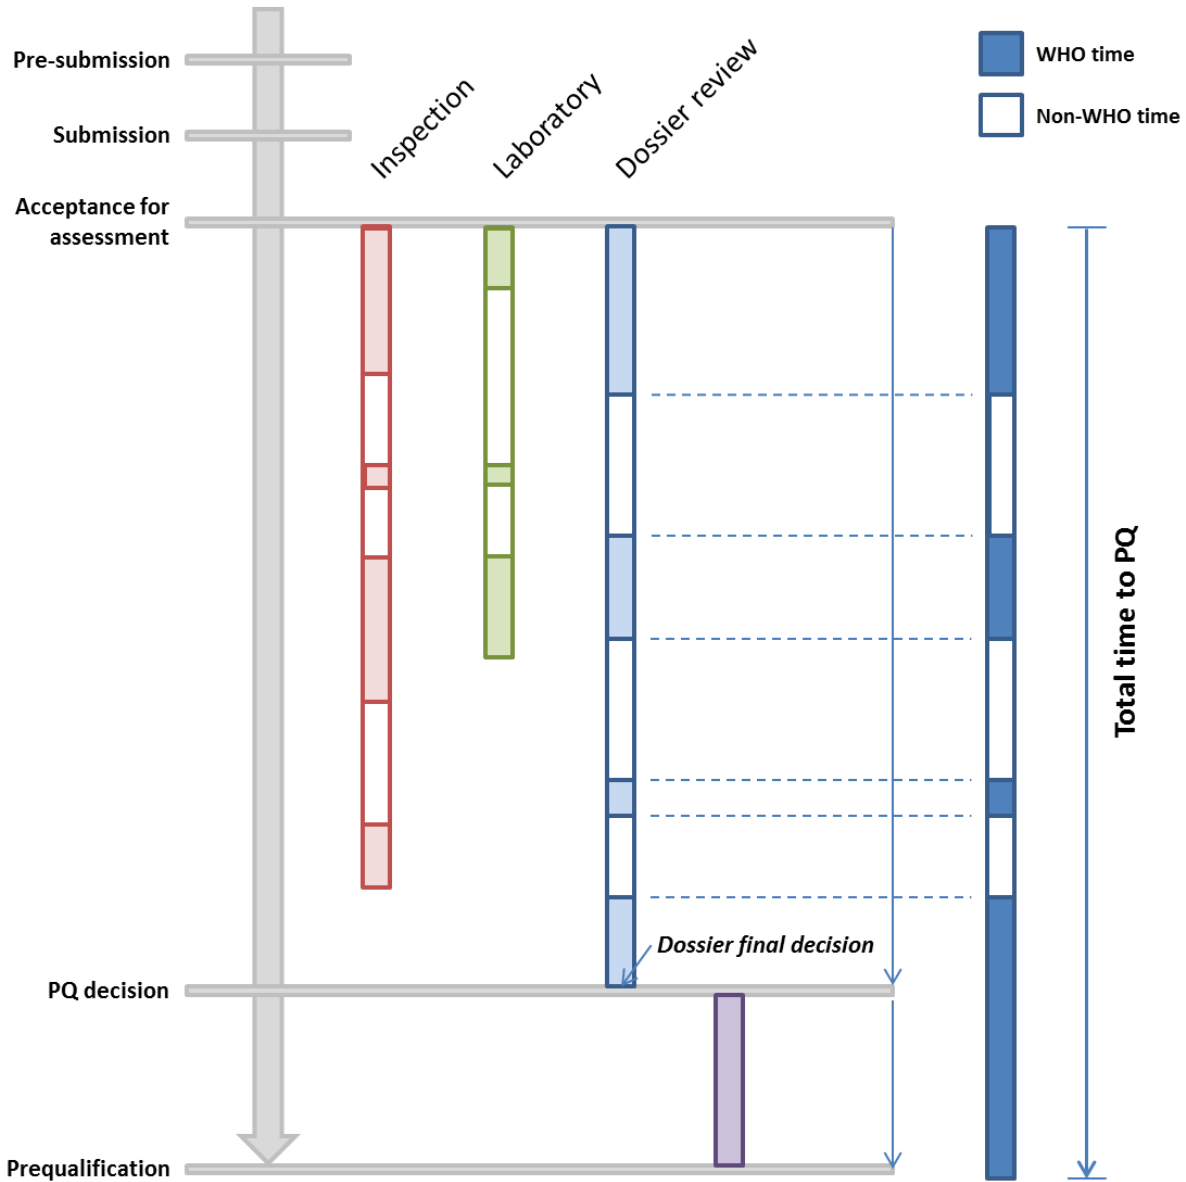 Pre-submission
Submission
Acceptance for
assessment
Inspection
Laboratory
Dossier review
WHO time
Non-WHO time
Total time to PQ
Dossier final decision
PQ decision
Prequalification